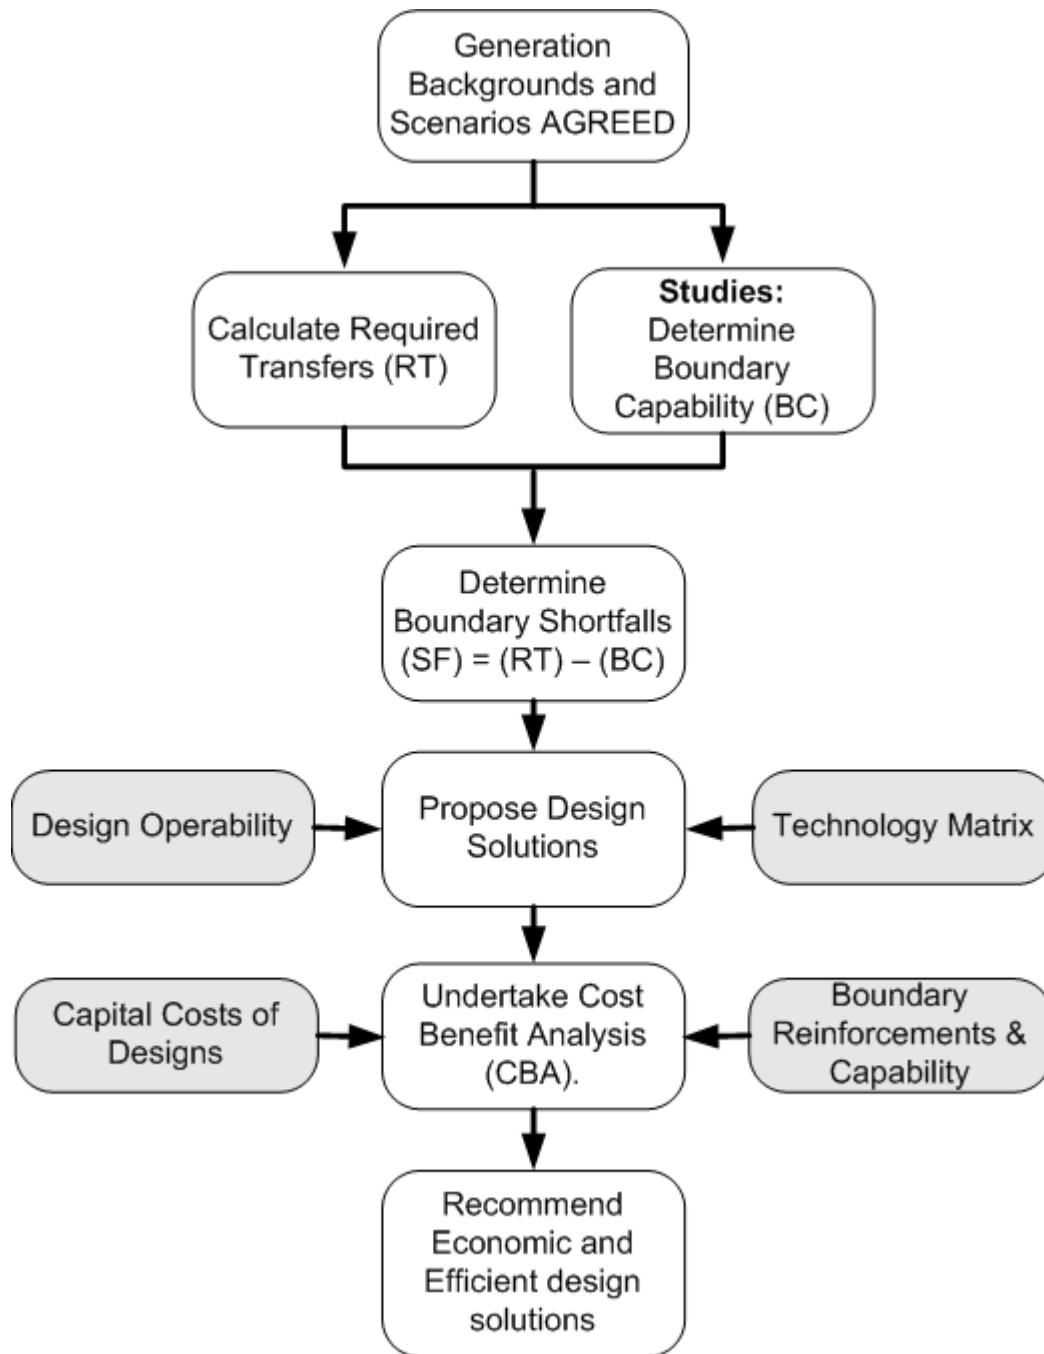 Generation
Backgrounds and
Scenarios AGREED
Calculate Required
Transfers (RT)
Studies:
Determine
Boundary
Capability (BC)
Determine
Boundary Shortfalls
(SF) = (RT) – (BC)
Design Operability
Propose Design
Solutions
Technology Matrix
Capital Costs of
Designs
Undertake Cost
Benefit Analysis
(CBA).
Boundary
Reinforcements &
Capability
Recommend
Economic and
Efficient design
solutions